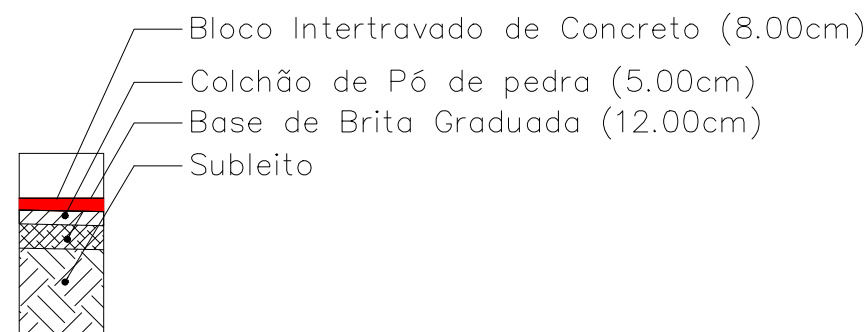 Bloco Intertravado de Concreto (8.00cm)
Colchão de Pó de pedra (5.00cm)
Base de Brita Graduada (12.00cm)
Subleito